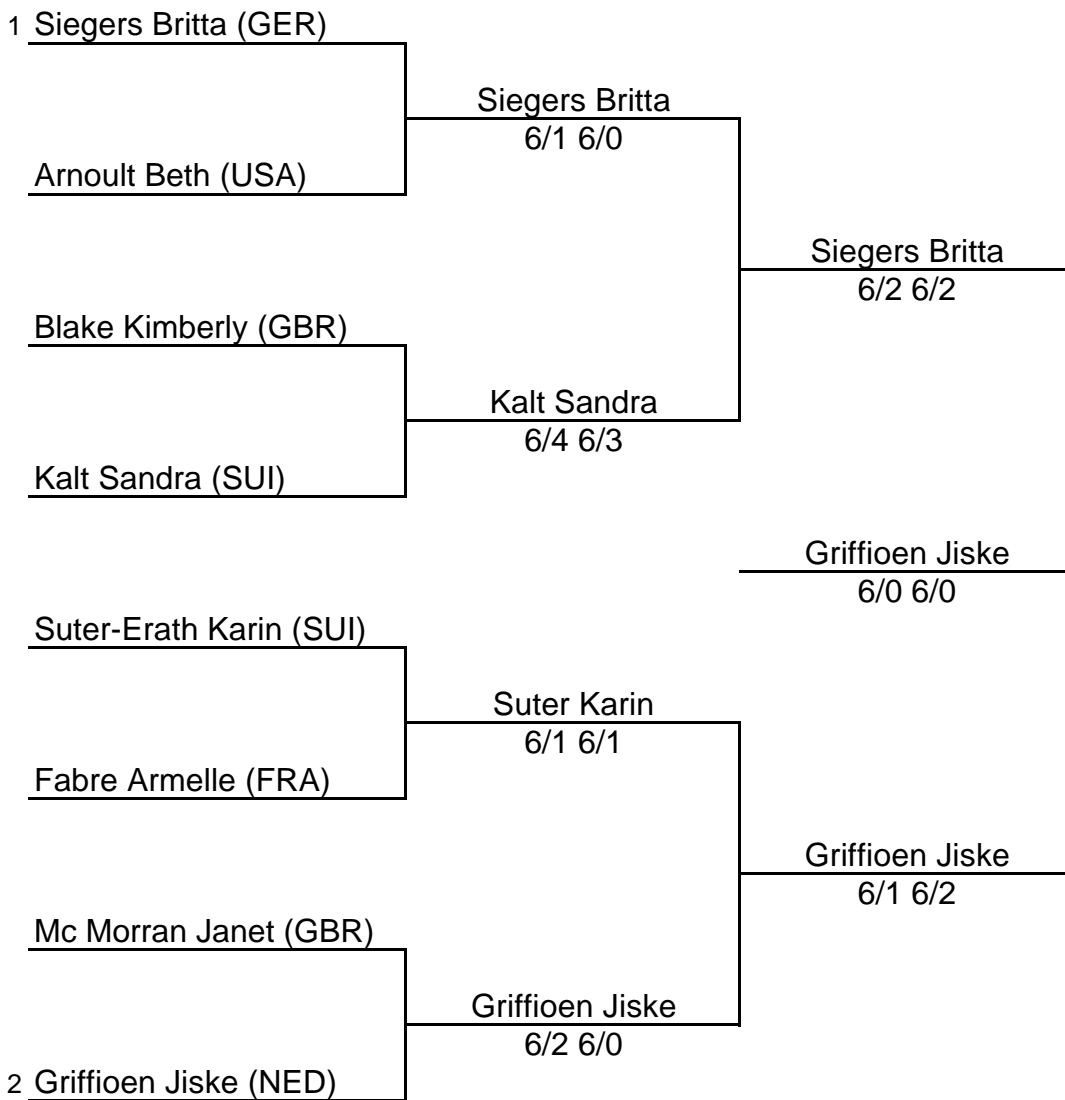 1 Siegers Britta (GER)
Siegers Britta
6/1 6/0
Arnoult Beth (USA)
Siegers Britta
6/2 6/2
Blake Kimberly (GBR)
Kalt Sandra
6/4 6/3
Kalt Sandra (SUI)
Griffioen Jiske
6/0 6/0
Suter-Erath Karin (SUI)
Suter Karin
6/1 6/1
Fabre Armelle (FRA)
Griffioen Jiske
6/1 6/2
Mc Morran Janet (GBR)
Griffioen Jiske
6/2 6/0
2 Griffioen Jiske (NED)